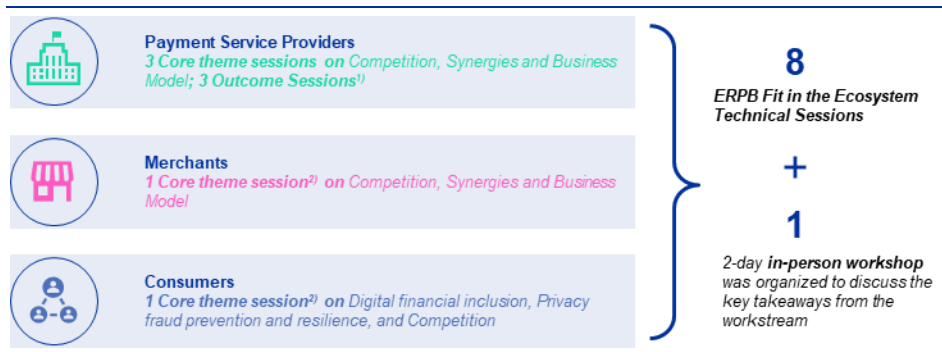 Payment Service Providers
3 Core theme sessions on Competition, Synergies and Business
Model; 3 Outcome Sessions¹⁾
Merchants
1 Core theme session²⁾ on Competition, Synergies and Business
Model
Consumers
1 Core theme session²⁾ on Digital financial inclusion, Privacy
fraud prevention and resilience, and Competition
8
ERPB Fit in the Ecosystem
Technical Sessions
+
1
2-day in-person workshop
was organized to discuss the
key takeaways from the
workstream